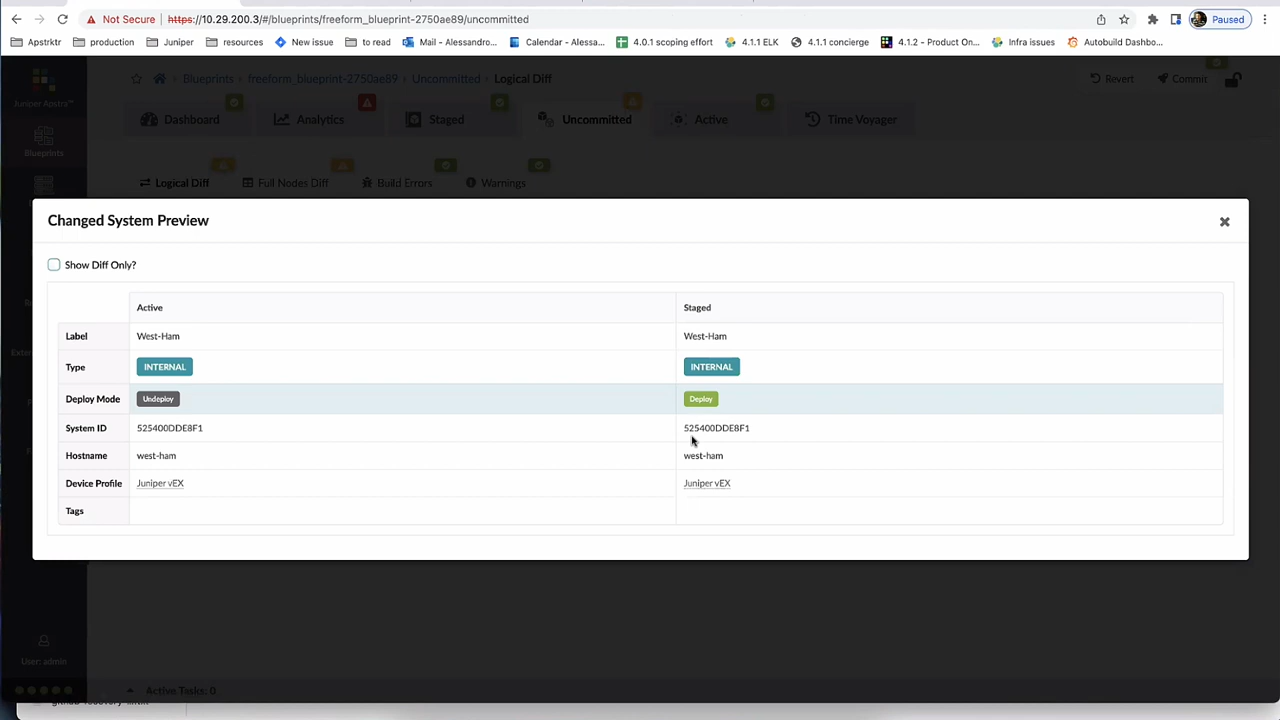 Not Secure https://10.29.200.3/#/blueprints/freeform_blueprint-2750ae89/uncommitted Paused
Apstrktr production Juniper resources New issue to read Mail – Alessandro... Calendar – Alessa... 4.0.1 scoping effort 4.1.1 ELK 4.1.1 concierge 4.1.2 - Product On... Infra issues Autobuild Dashbo...
Blueprints freeform_blueprint-2750ae89 Uncommitted Logical Diff Revert Commit
Juniper Apstra™
Dashboard Analytics Staged Uncommitted Active Time Voyager
Blueprints
Logical Diff Full Nodes Diff Build Errors Warnings
Changed System Preview
Show Diff Only?
Active Staged
Label West-Ham West-Ham
Type INTERNAL INTERNAL
Deploy Mode Undeploy Deploy
System ID 525400DDE8F1 525400DDE8F1
Hostname west-ham west-ham
Device Profile Juniper vEX Juniper vEX
Tags
User: admin
Active Tasks: 0